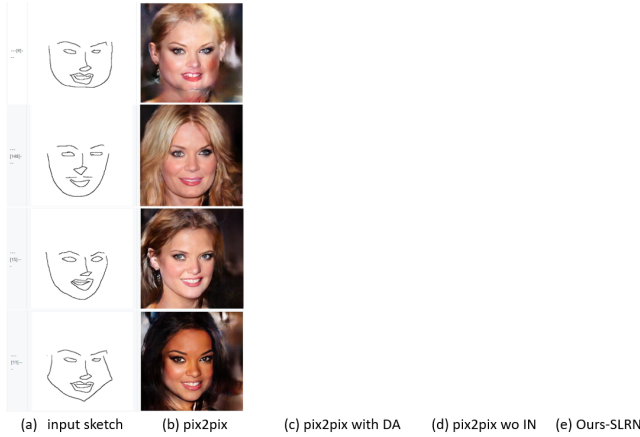 (a) input sketch
(b) pix2pix
(c) pix2pix with DA
(d) pix2pix wo IN
(e) Ours-SLRN